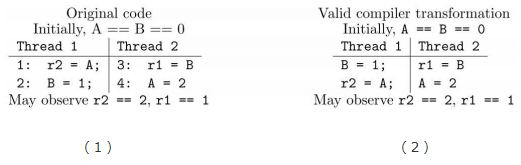 Original code
Initially, A == B == 0
Thread 1 Thread 2
1: r2 = A; 3: r1 = B
2: B = 1; 4: A = 2
May observe r2 == 2, r1 == 1
(1)
Valid compiler transformation
Initially, A == B == 0
Thread 1 Thread 2
B = 1; r1 = B
r2 = A; A = 2
May observe r2 == 2, r1 == 1
(2)